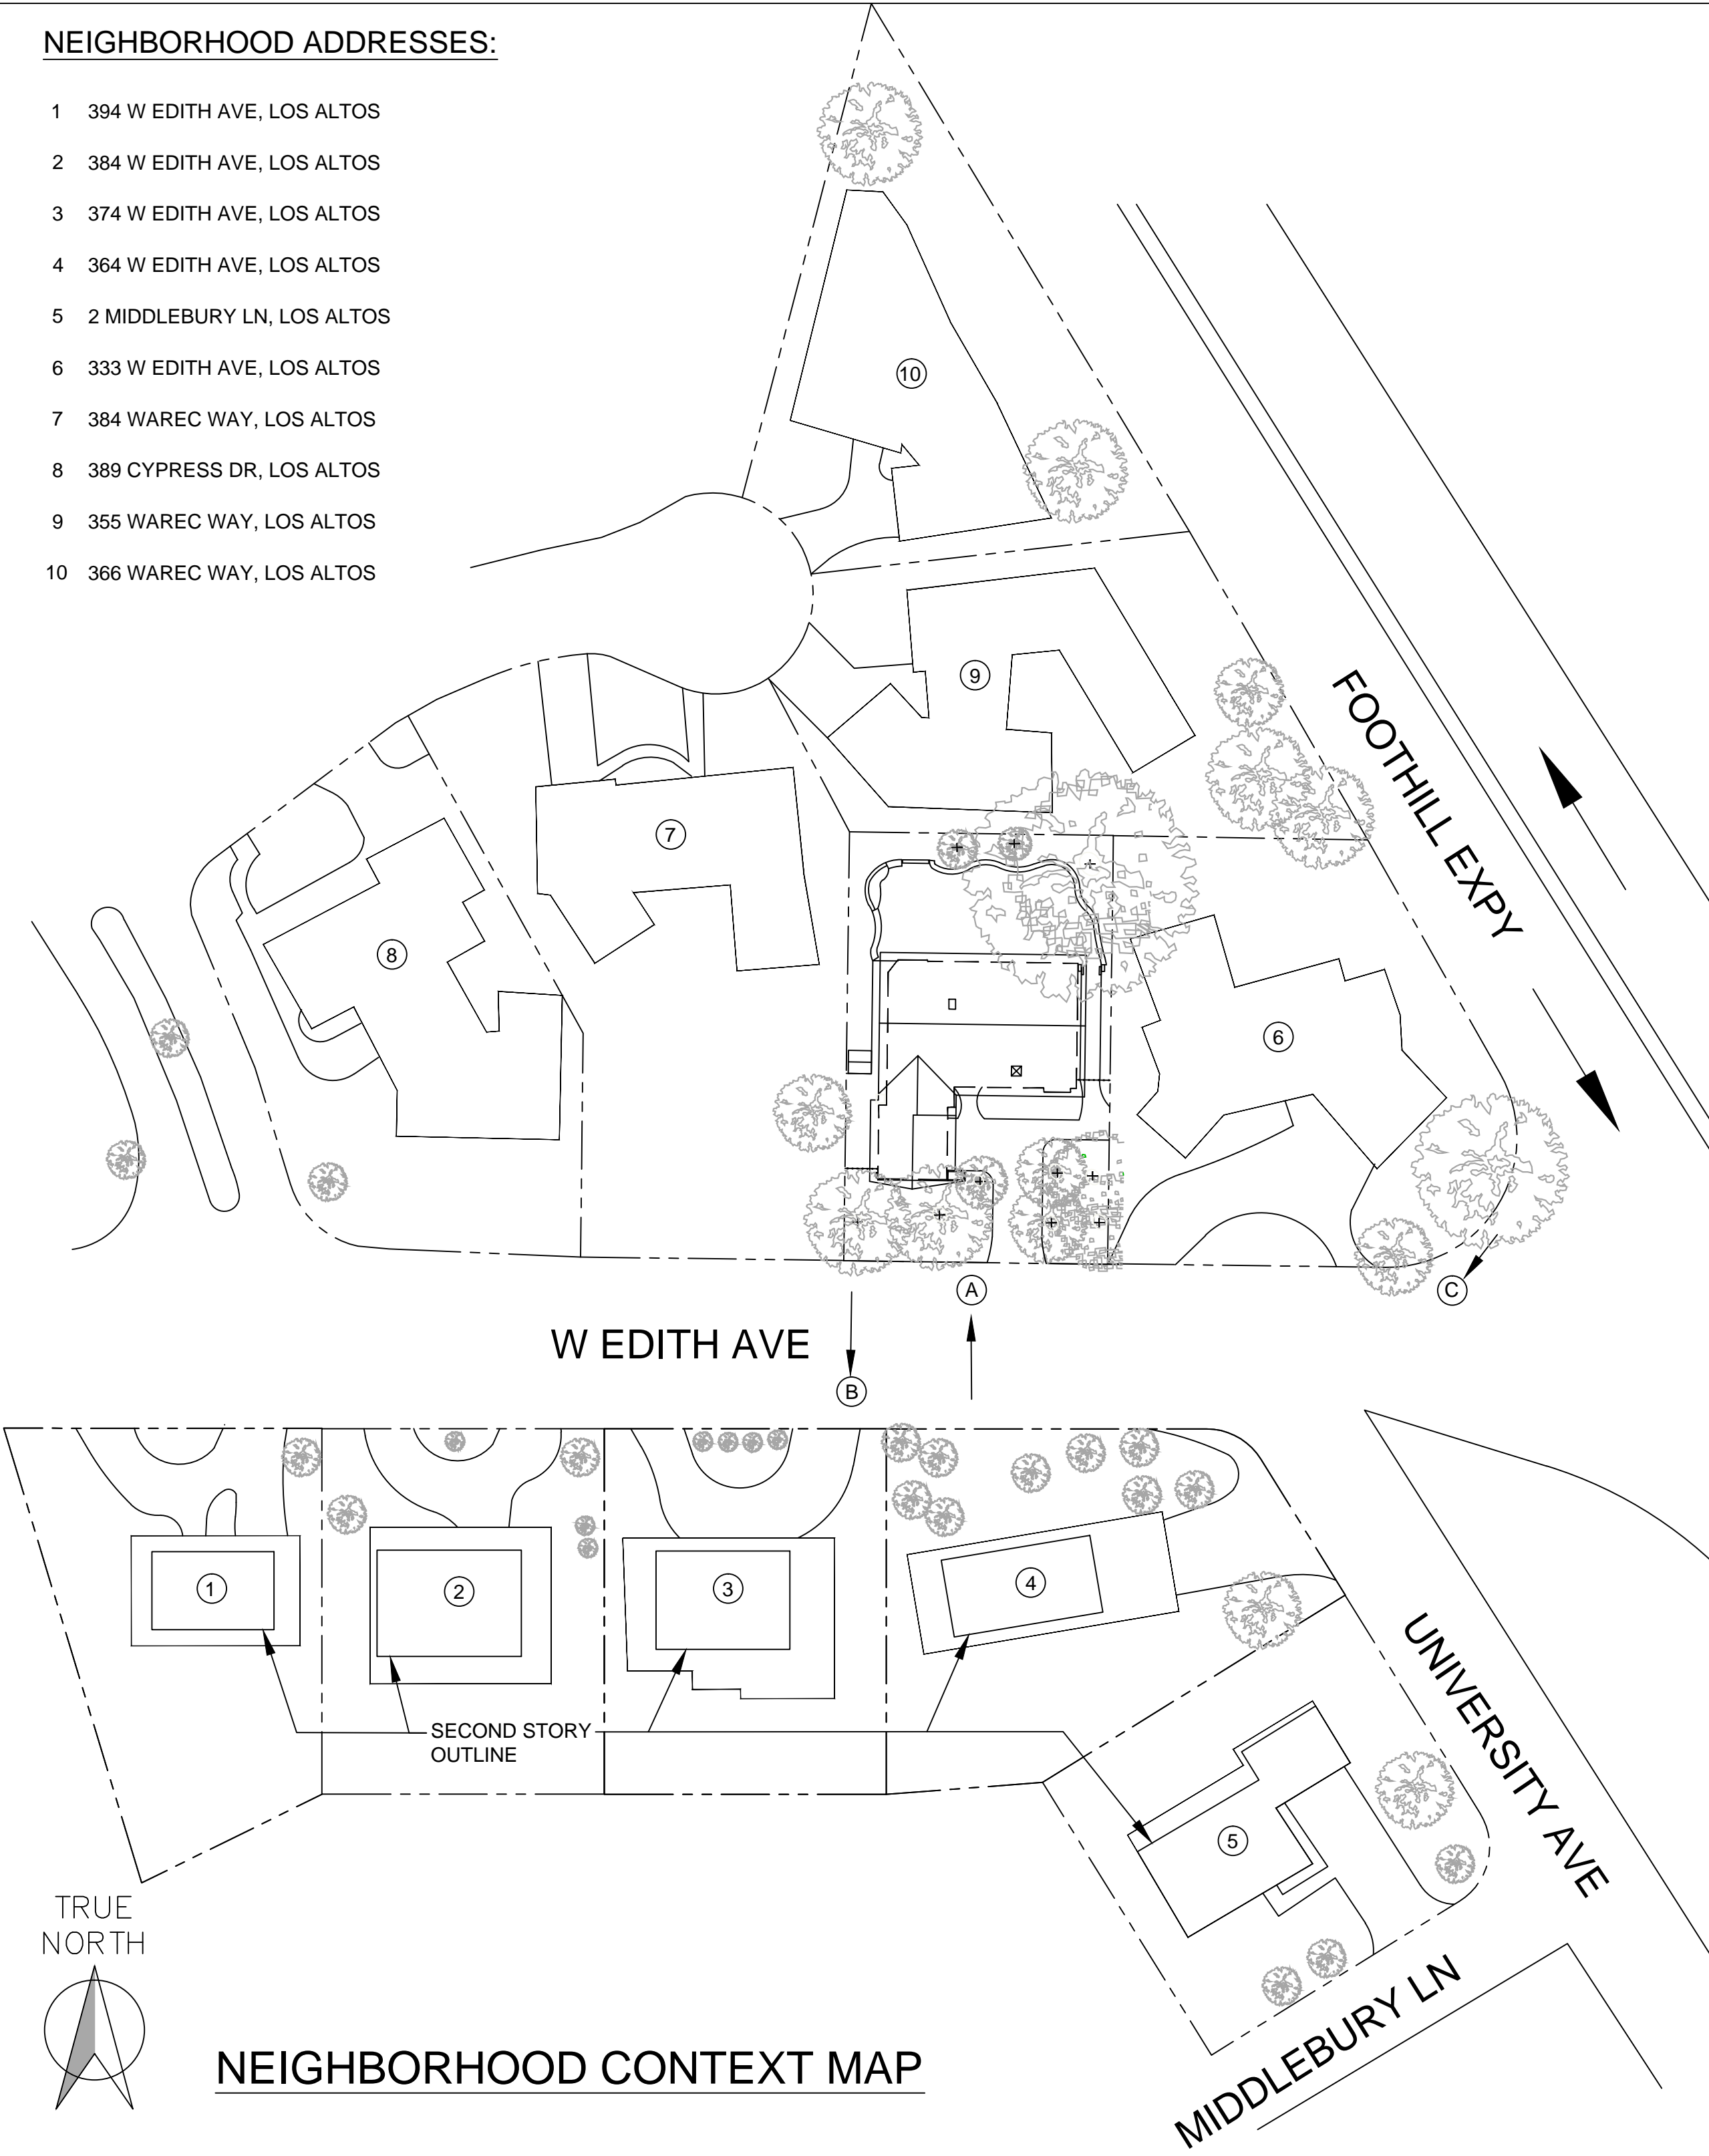 NEIGHBORHOOD ADDRESSES:
1 394 W EDITH AVE, LOS ALTOS
2 384 W EDITH AVE, LOS ALTOS
3 374 W EDITH AVE, LOS ALTOS
4 364 W EDITH AVE, LOS ALTOS
5 2 MIDDLEBURY LN, LOS ALTOS
6 333 W EDITH AVE, LOS ALTOS
7 384 WAREC WAY, LOS ALTOS
8 389 CYPRESS DR, LOS ALTOS
9 355 WAREC WAY, LOS ALTOS
10 366 WAREC WAY, LOS ALTOS
10
9
FOOTHILL EXPY
7
8
6
A
C
W EDITH AVE
B
1
2
3
4
UNIVERSITY AVE
SECOND STORY
OUTLINE
5
TRUE
NORTH
MIDDLEBURY LN
NEIGHBORHOOD CONTEXT MAP